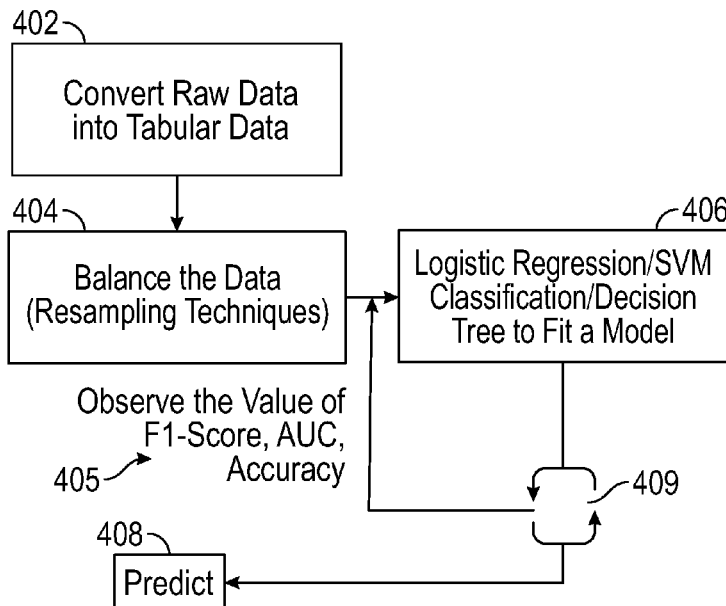 402
Convert Raw Data
into Tabular Data
404
Balance the Data
(Resampling Techniques)
406
Logistic Regression/SVM
Classification/Decision
Tree to Fit a Model
Observe the Value of
F1-Score, AUC,
Accuracy
405
409
408
Predict